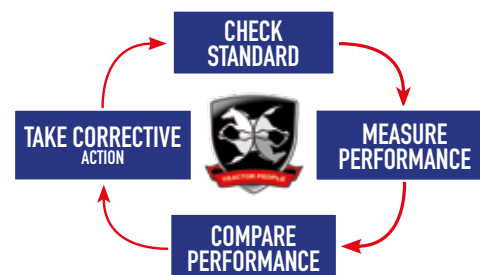 CHECK
STANDARD
MEASURE
PERFORMANCE
COMPARE
PERFORMANCE
TAKE CORRECTIVE
ACTION
TRACTOR PEOPLE